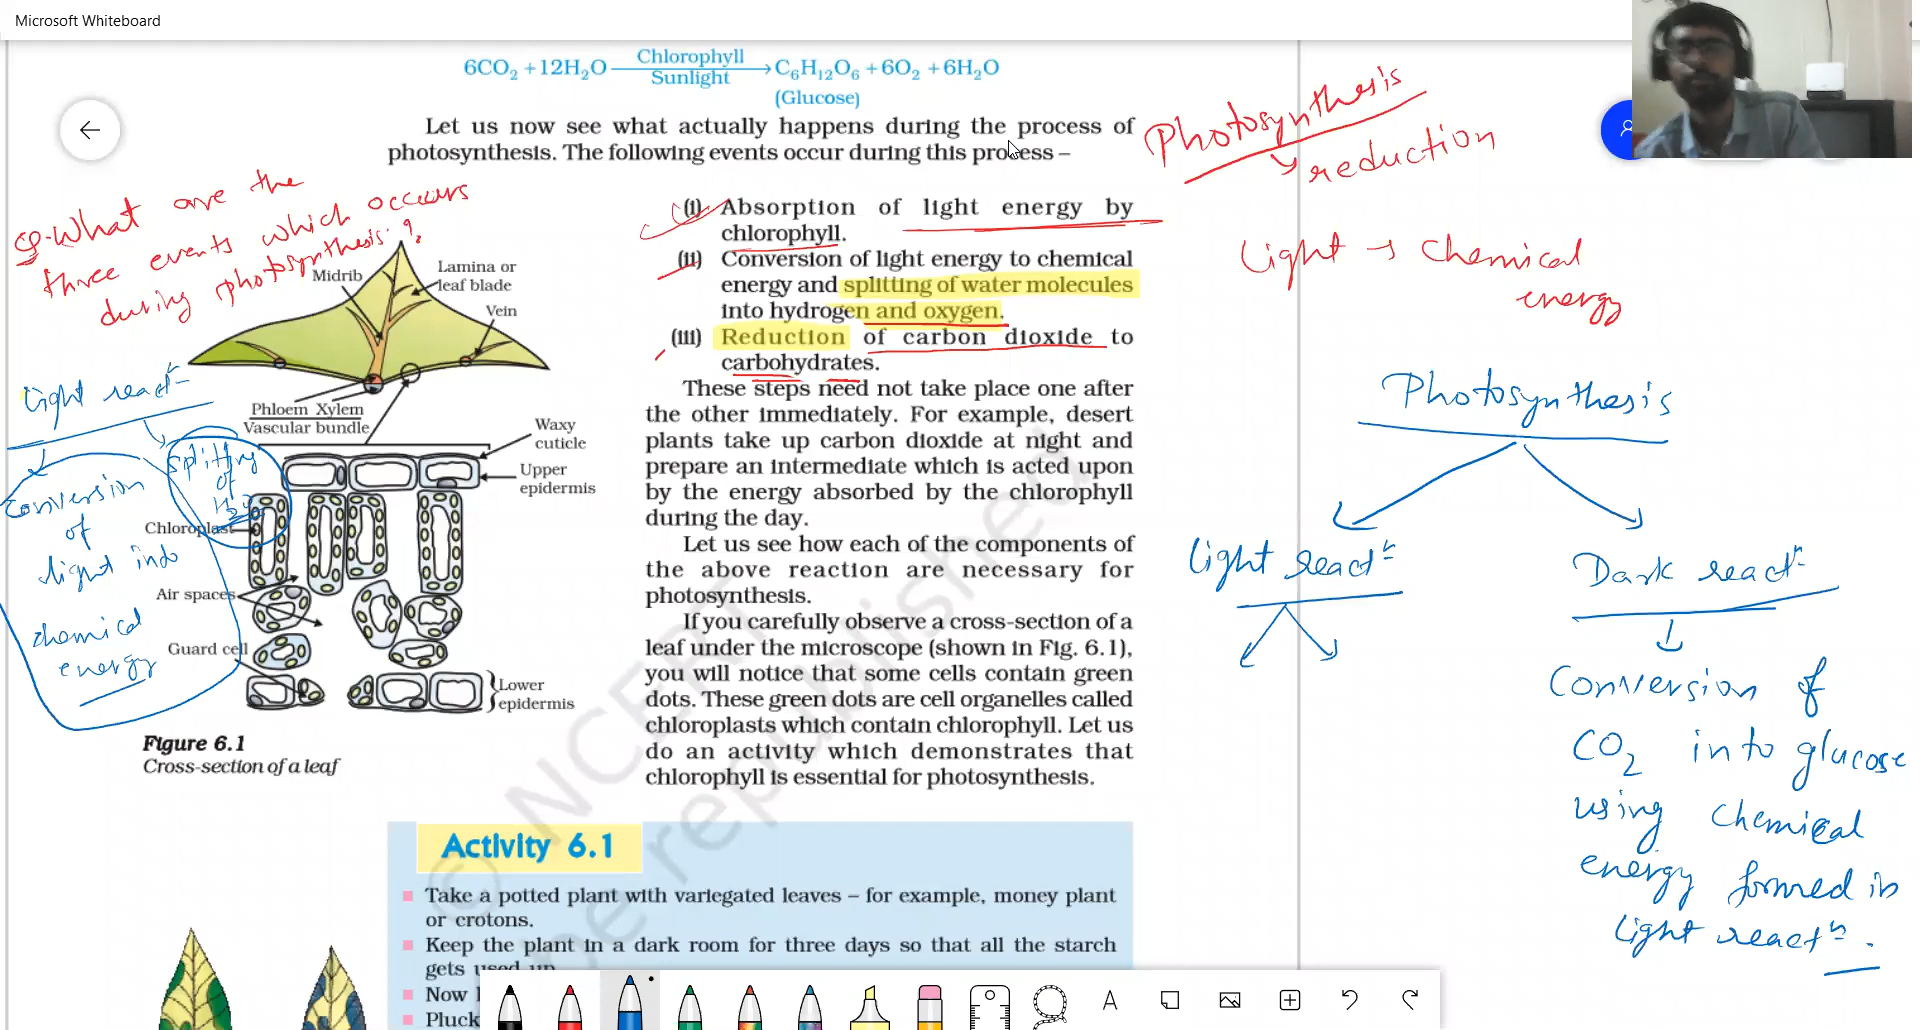 Microsoft Whiteboard
6CO2 + 12H2O Chlorophyll Sunlight → C6H12O6 + 6O2 + 6H2O
(Glucose)
Let us now see what actually happens during the process of
photosynthesis. The following events occur during this process –
(i) Absorption of light energy by
chlorophyll.
(ii) Conversion of light energy to chemical
energy and splitting of water molecules
into hydrogen and oxygen.
(iii) Reduction of carbon dioxide to
carbohydrates.
These steps need not take place one after
the other immediately. For example, desert
plants take up carbon dioxide at night and
prepare an intermediate which is acted upon
by the energy absorbed by the chlorophyll
during the day.
Let us see how each of the components of
the above reaction are necessary for
photosynthesis.
If you carefully observe a cross-section of a
leaf under the microscope (shown in Fig. 6.1),
you will notice that some cells contain green
dots. These green dots are cell organelles called
chloroplasts which contain chlorophyll. Let us
do an activity which demonstrates that
chlorophyll is essential for photosynthesis.
Q. What are the
three events which occurs
during photosynthesis?
Midrib
Lamina or
leaf blade
Vein
Phloem Xylem
Vascular bundle
Waxy
cuticle
Upper
epidermis
Chloroplast
Air spaces
Guard cell
Lower
epidermis
Figure 6.1
Cross-section of a leaf
Light reactn
Splitting
of
H2O
Conversion
of
light into
chemical
energy
Photosynthesis
reduction
Light → Chemical
energy
Photosynthesis
Light reactn
Dark reactn
Conversion of
CO2 into glucose
using chemical
energy formed in
light reactn.
Activity 6.1
Take a potted plant with variegated leaves – for example, money plant
or crotons.
Keep the plant in a dark room for three days so that all the starch
gets used up
Now
Pluck
© NCERT
be republished